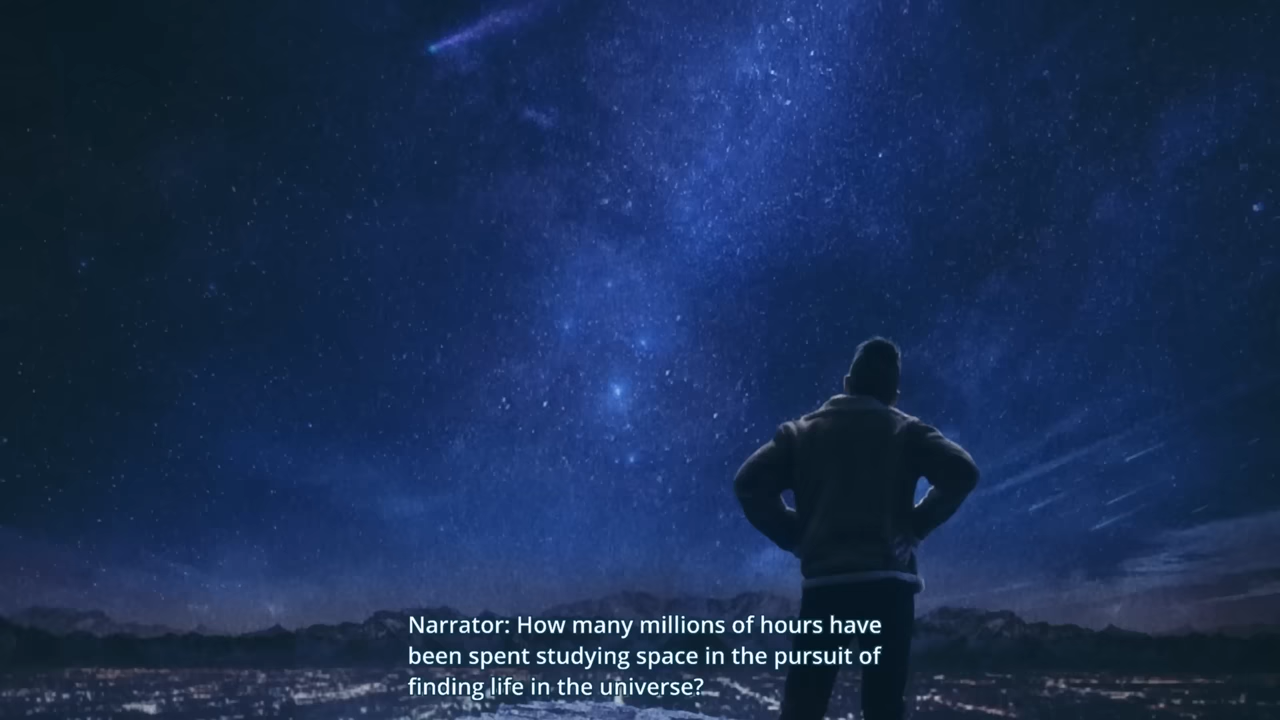 Narrator: How many millions of hours have
been spent studying space in the pursuit of
finding life in the universe?